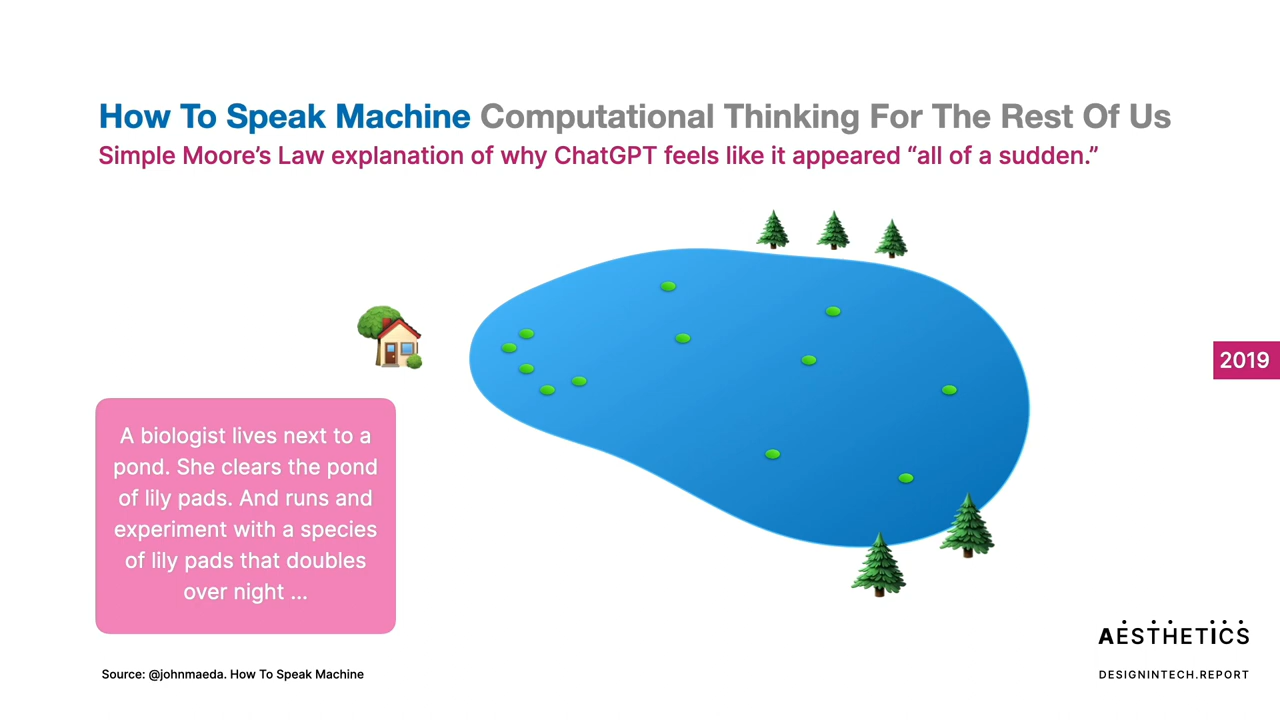 How To Speak Machine Computational Thinking For The Rest Of Us
Simple Moore's Law explanation of why ChatGPT feels like it appeared “all of a sudden.”
2019
A biologist lives next to a
pond. She clears the pond
of lily pads. And runs and
experiment with a species
of lily pads that doubles
over night ...
AESTHETICS
Source: @johnmaeda. How To Speak Machine
DESIGNINTECH.REPORT